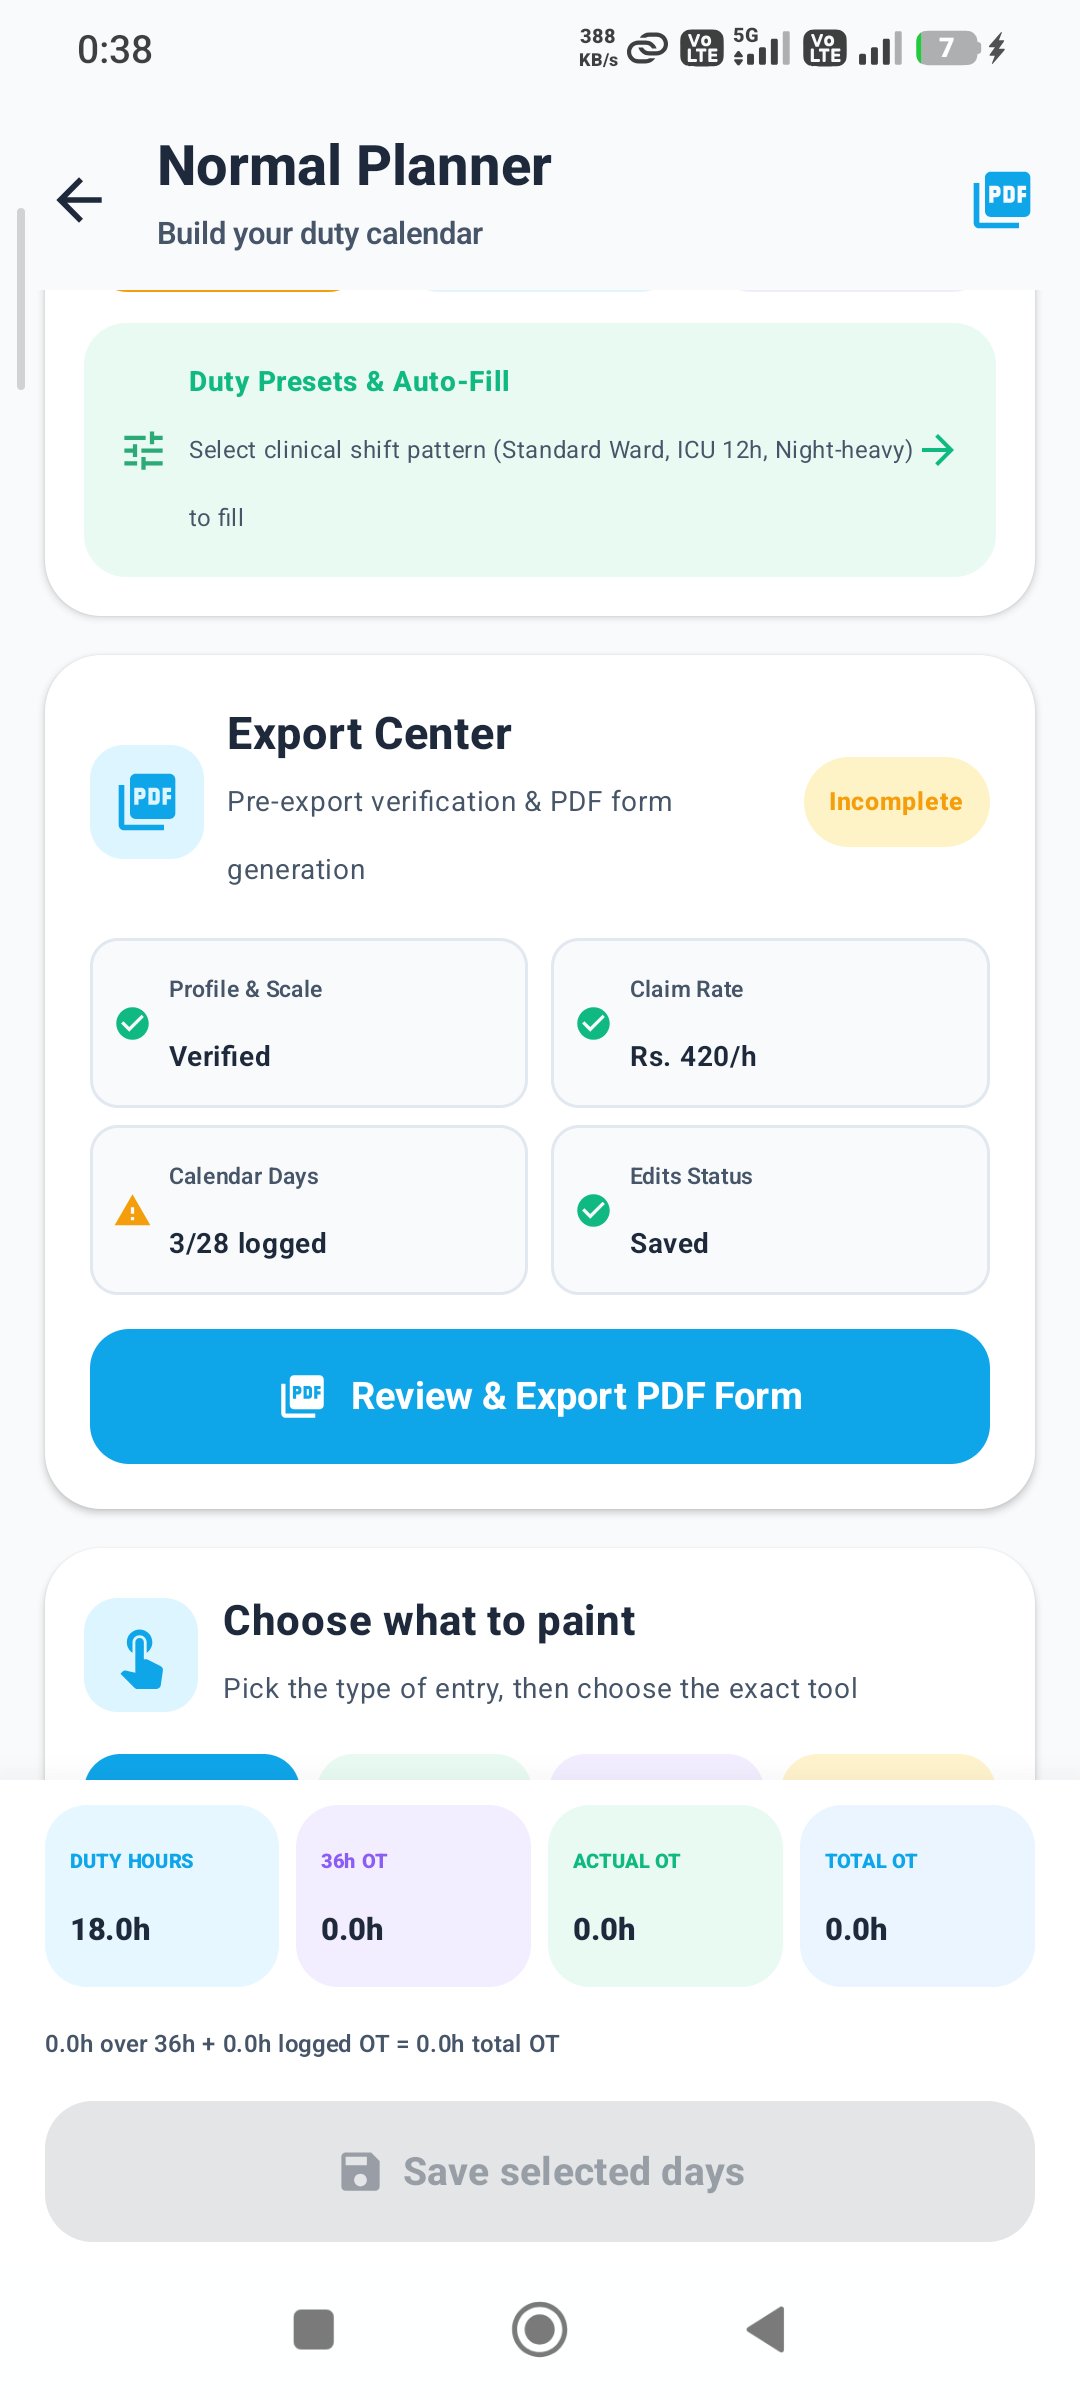 0:38
388
KB/s
Vo
LTE
5G
Vo
LTE
7
Normal Planner
Build your duty calendar
PDF
Duty Presets & Auto-Fill
Select clinical shift pattern (Standard Ward, ICU 12h, Night-heavy)
to fill
Export Center
PDF
Pre-export verification & PDF form
generation
Incomplete
Profile & Scale
Verified
Claim Rate
Rs. 420/h
Calendar Days
3/28 logged
Edits Status
Saved
PDF
Review & Export PDF Form
Choose what to paint
Pick the type of entry, then choose the exact tool
DUTY HOURS
18.0h
36h OT
0.0h
ACTUAL OT
0.0h
TOTAL OT
0.0h
0.0h over 36h + 0.0h logged OT = 0.0h total OT
Save selected days